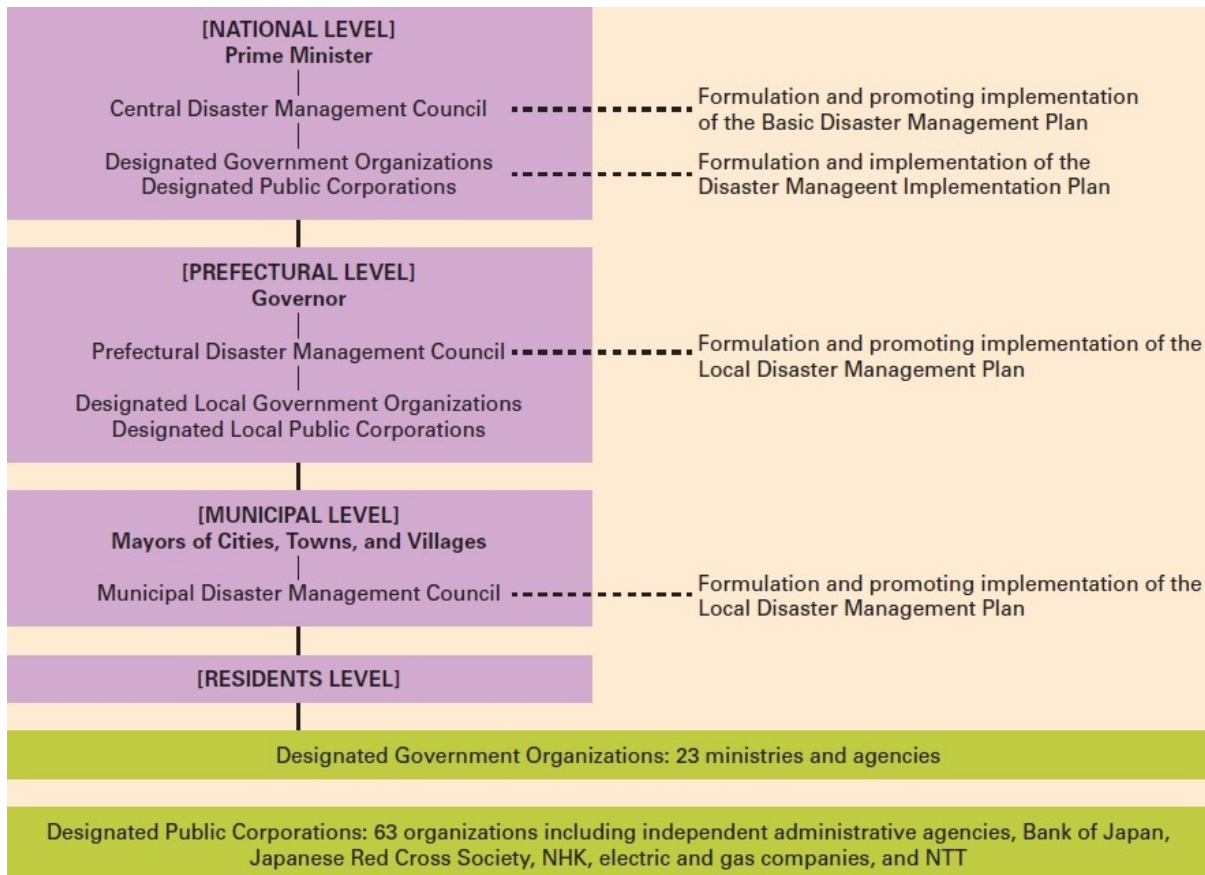 [NATIONAL LEVEL]
Prime Minister
Central Disaster Management Council
Formulation and promoting implementation
of the Basic Disaster Management Plan
Designated Government Organizations
Designated Public Corporations
Formulation and implementation of the
Disaster Manageent Implementation Plan
[PREFECTURAL LEVEL]
Governor
Prefectural Disaster Management Council
Formulation and promoting implementation of the
Local Disaster Management Plan
Designated Local Government Organizations
Designated Local Public Corporations
[MUNICIPAL LEVEL]
Mayors of Cities, Towns, and Villages
Municipal Disaster Management Council
Formulation and promoting implementation of the
Local Disaster Management Plan
[RESIDENTS LEVEL]
Designated Government Organizations: 23 ministries and agencies
Designated Public Corporations: 63 organizations including independent administrative agencies, Bank of Japan,
Japanese Red Cross Society, NHK, electric and gas companies, and NTT